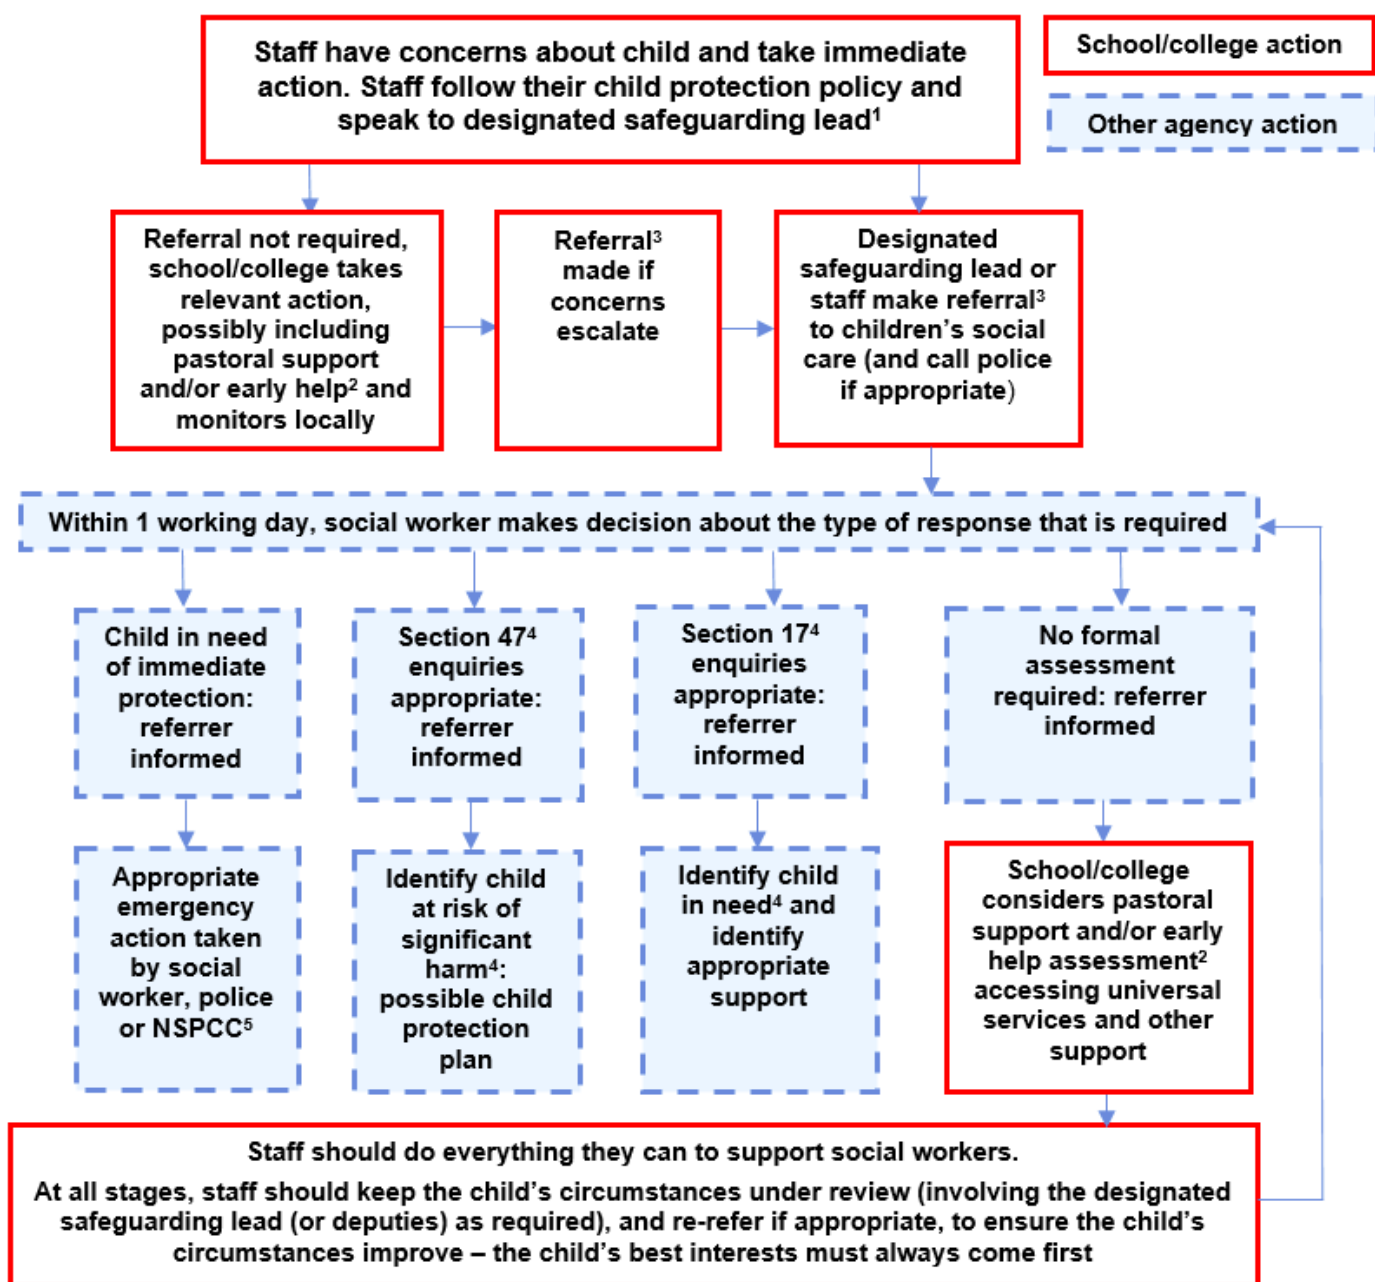 Staff have concerns about child and take immediate
action. Staff follow their child protection policy and
speak to designated safeguarding lead¹
School/college action
Other agency action
Referral not required,
school/college takes
relevant action,
possibly including
pastoral support
and/or early help² and
monitors locally
Referral³
made if
concerns
escalate
Designated
safeguarding lead or
staff make referral³
to children’s social
care (and call police
if appropriate)
Within 1 working day, social worker makes decision about the type of response that is required
Child in need
of immediate
protection:
referrer
informed
Section 47⁴
enquiries
appropriate:
referrer
informed
Section 17⁴
enquiries
appropriate:
referrer
informed
No formal
assessment
required: referrer
informed
Appropriate
emergency
action taken
by social
worker, police
or NSPCC⁵
Identify child
at risk of
significant
harm⁴:
possible child
protection
plan
Identify child
in need⁴ and
identify
appropriate
support
School/college
considers pastoral
support and/or early
help assessment²
accessing universal
services and other
support
Staff should do everything they can to support social workers.
At all stages, staff should keep the child’s circumstances under review (involving the designated
safeguarding lead (or deputies) as required), and re-refer if appropriate, to ensure the child’s
circumstances improve – the child’s best interests must always come first